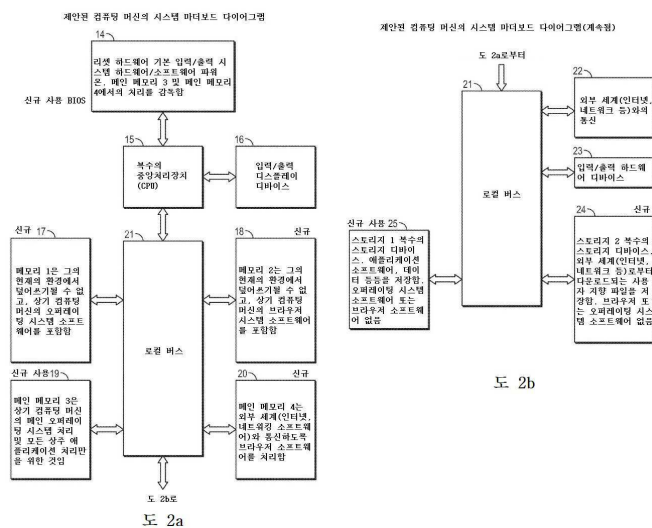 제안된 컴퓨팅 머신의 시스템 마더보드 다이어그램
14
리셋 하드웨어 기본 입력/출력 시
스템 하드웨어/소프트웨어 파워
온. 메인 메모리 3 및 메인 메모리
4에서의 처리를 감독함
신규 사용 BIOS
15
복수의
중앙처리장치
(CPU)
16
입력/출력
디스플레이
디바이스
신규 17
메모리 1은 그의
현재의 환경에서
덮어쓰기될 수 없
고, 상기 컴퓨팅
머신의 오퍼레이
팅 시스템 소프트
웨어를 포함함
21
로컬 버스
18 신규
메모리 2는 그의
현재의 환경에서
덮어쓰기될 수 없
고, 상기 컴퓨팅
머신의 브라우저
시스템 소프트웨어
를 포함함
신규 사용19
메인 메모리 3은
상기 컴퓨팅 머신
의 메인 오퍼레이
팅 시스템 처리
및 모든 상주 애
플리케이션 처리만
을 위한 것임
20 신규
메인 메모리 4는
외부 세계(인터넷,
네트워킹 소프트웨
어)와 통신하도록
브라우저 소프트웨
어를 처리함
도 2b로
도 2a
제안된 컴퓨팅 머신의 시스템 마더보드 다이어그램(계속됨)
도 2a로부터
21
로컬 버스
22
외부 세계(인터넷,
네트워크 등)와의
통신
23
입력/출력 하드웨
어 디바이스
신규 사용 25
스토리지 1 복수의
스토리지 디바이
스. 애플리케이션
소프트웨어, 데이
터 등등을 저장함.
오퍼레이팅 시스템
소프트웨어 또는
브라우저 소프트웨
어 없음
24 신규
스토리지 2 복수의
스토리지 디바이스.
외부 세계(인터넷,
네트워크 등)로부터
다운로드되는 사용
자 지향 파일을 저
장함. 브라우저 또
는 오퍼레이팅 시스
템 소프트웨어 없음
도 2b